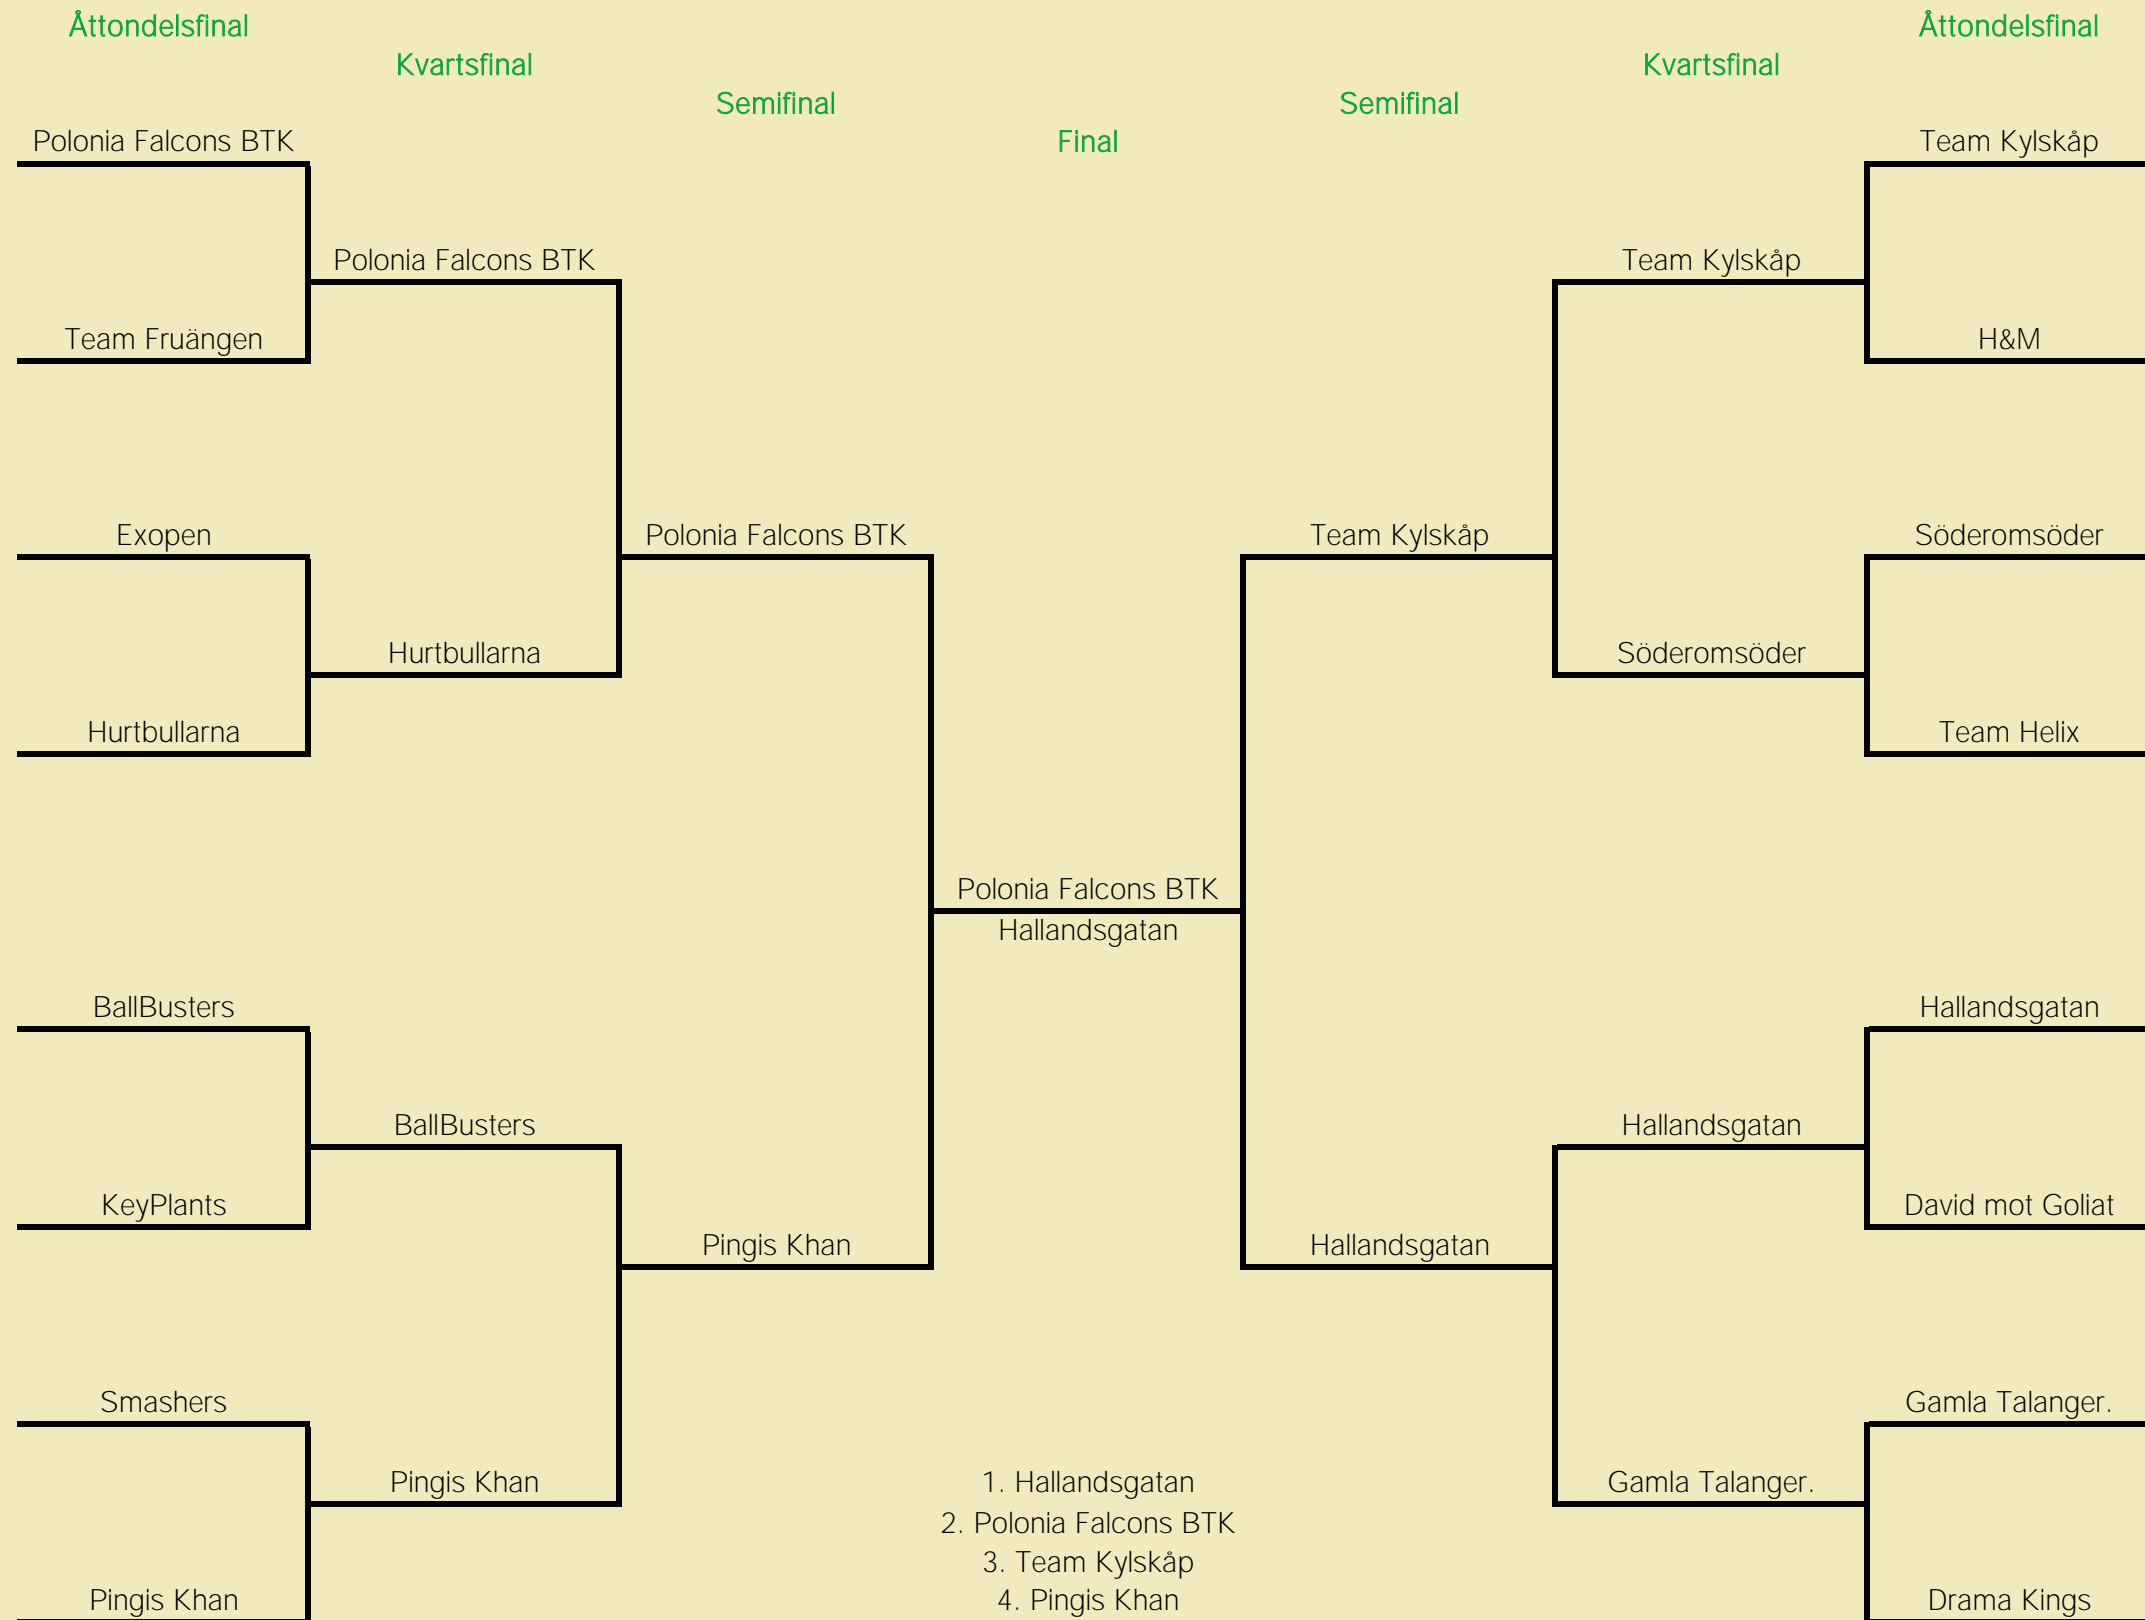 Åttondelsfinal
Åttondelsfinal
Kvartsfinal
Kvartsfinal
Semifinal
Semifinal
Final
Polonia Falcons BTK
Team Kylskåp
Polonia Falcons BTK
Team Kylskåp
Team Fruängen
H&M
Exopen
Polonia Falcons BTK
Team Kylskåp
Söderomsöder
Hurtbullarna
Söderomsöder
Hurtbullarna
Team Helix
Polonia Falcons BTK
Hallandsgatan
BallBusters
Hallandsgatan
BallBusters
Hallandsgatan
KeyPlants
David mot Goliat
Pingis Khan
Hallandsgatan
Smashers
Gamla Talanger.
Pingis Khan
1. Hallandsgatan
Gamla Talanger.
2. Polonia Falcons BTK
3. Team Kylskåp
Pingis Khan
4. Pingis Khan
Drama Kings